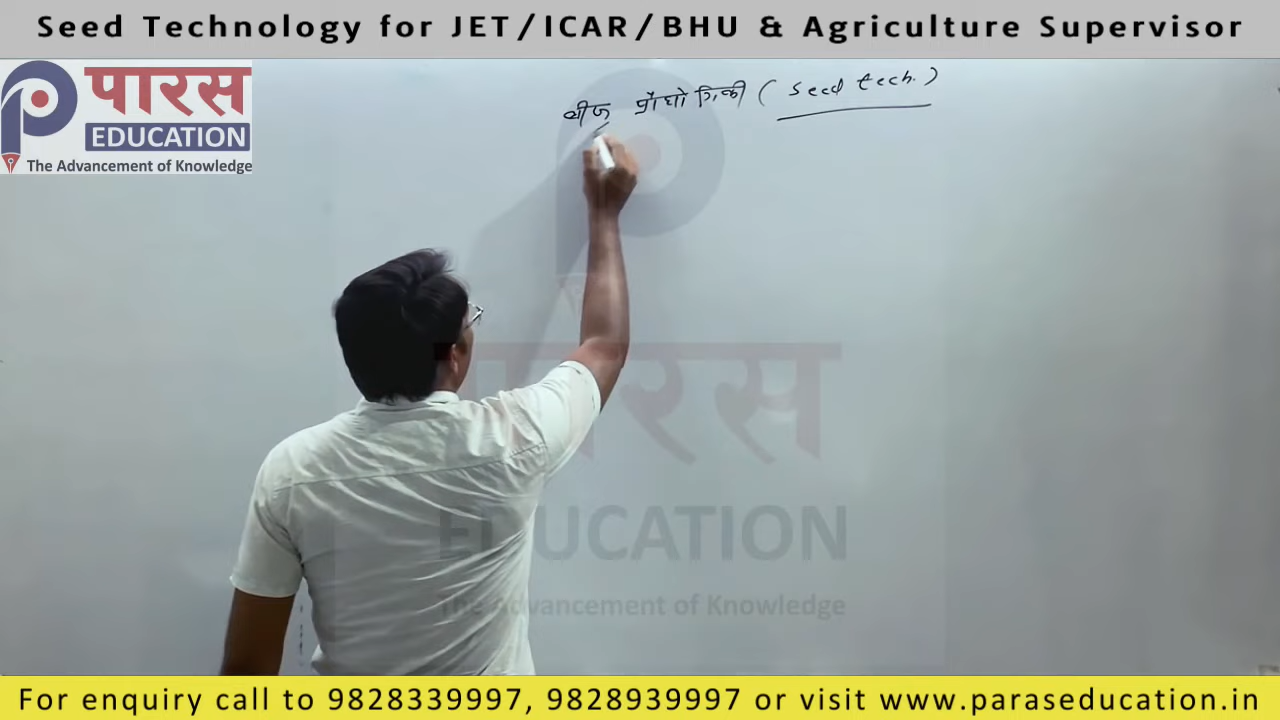 Seed Technology for JET/ICAR/BHU & Agriculture Supervisor
पारस
EDUCATION
The Advancement of Knowledge
बीज प्रौद्योगिकी ( Seed tech. )
पारस
EDUCATION
The Advancement of Knowledge
For enquiry call to 9828339997, 9828939997 or visit www.paraseducation.in